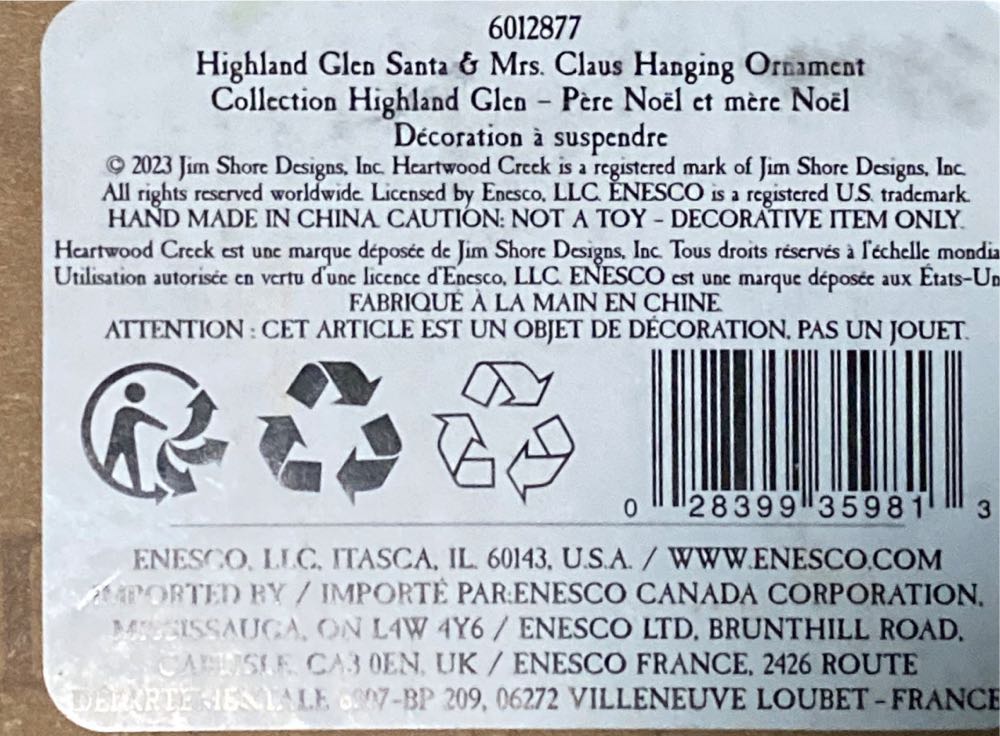 6012877
Highland Glen Santa & Mrs. Claus Hanging Ornament
Collection Highland Glen - Père Noël et mère Noël
Décoration à suspendre
© 2023 Jim Shore Designs, Inc. Heartwood Creek is a registered mark of Jim Shore Designs, Inc.
All rights reserved worldwide. Licensed by Enesco, LLC. ENESCO is a registered U.S. trademark.
HAND MADE IN CHINA. CAUTION: NOT A TOY - DECORATIVE ITEM ONLY.
Heartwood Creek est une marque déposée de Jim Shore Designs, Inc. Tous droits réservés à l'échelle mondia
Utilisation autorisée en vertu d'une licence d'Enesco, LLC. ENESCO est une marque déposée aux États-Un
FABRIQUÉ À LA MAIN EN CHINE
ATTENTION : CET ARTICLE EST UN OBJET DE DÉCORATION, PAS UN JOUET.
0 28399 35981 3
ENESCO, LLC. ITASCA, IL. 60143, U.S.A. / WWW.ENESCO.COM
IMPORTED BY / IMPORTÉ PAR:ENESCO CANADA CORPORATION,
MISSISSAUGA, ON L4W 4Y6 / ENESCO LTD, BRUNTHILL ROAD,
CARLISLE, CA3 0EN, UK / ENESCO FRANCE, 2426 ROUTE
DEPARTEMENTALE 209, 06272 VILLENEUVE LOUBET - FRANCE